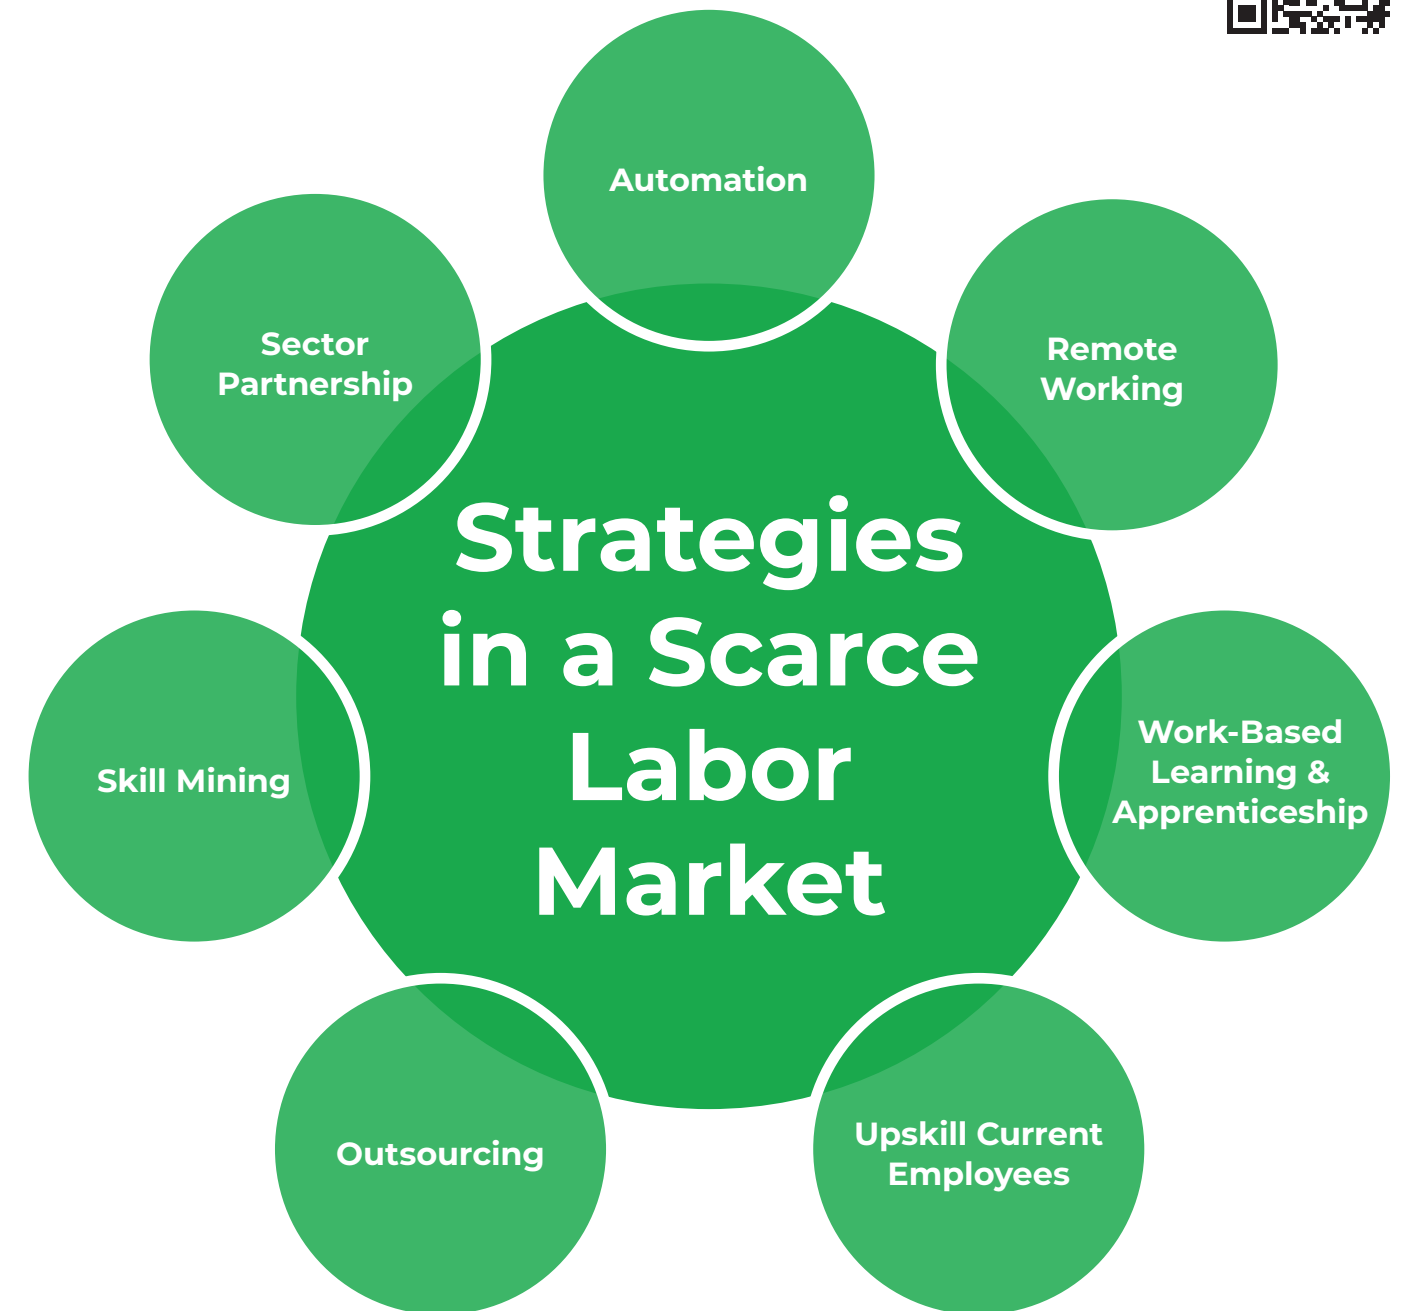 Automation
Sector
Partnership
Remote
Working
Strategies
in a Scarce
Labor
Market
Skill Mining
Work-Based
Learning &
Apprenticeship
Outsourcing
Upskill Current
Employees